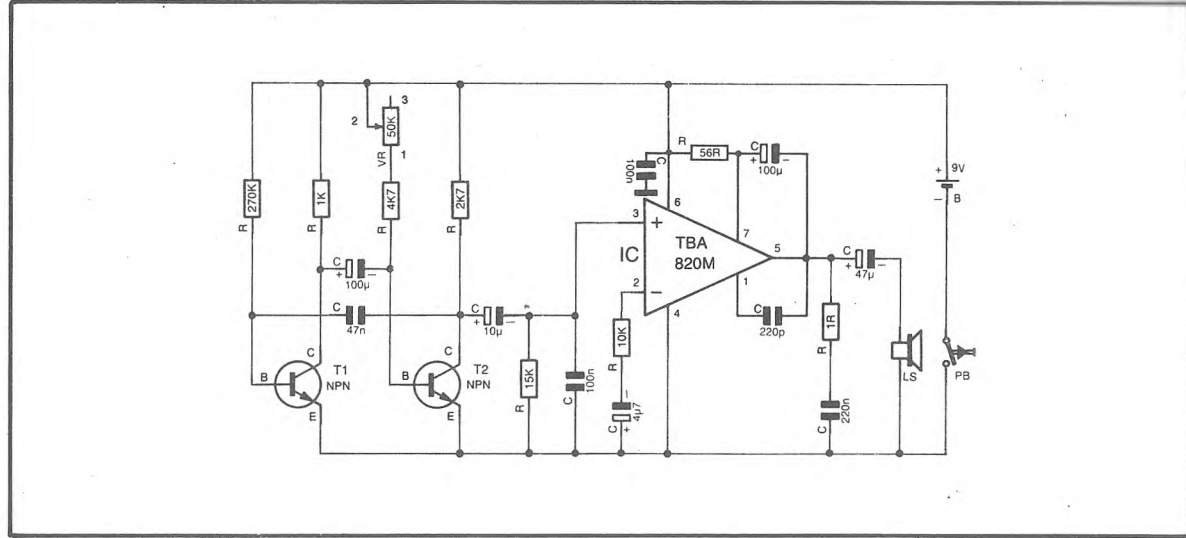 3
2
50K
VR
1
270K
R
1K
R
4K7
R
2K7
R
C
+
100µ
−
C
47n
C
+
10µ
−
B
C
T1
NPN
E
B
C
T2
NPN
E
15K
R
100n
C
C
100n
R
56R
C
+
100µ
−
6
3
+
IC
TBA
820M
7
5
2
−
1
4
10K
R
−
C
4µ7
+
C
220p
C
+
47µ
−
1R
R
220n
C
LS
+
9V
−
B
PB